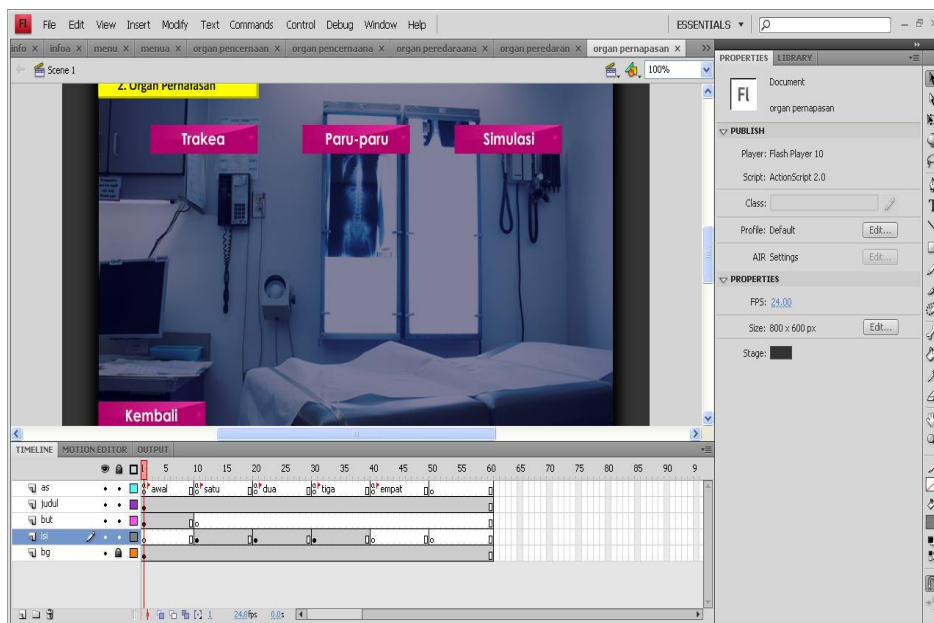 Fl File Edit View Insert Modify Text Commands Control Debug Window Help ESSENTIALS
info × infoa × menu × menua × organ pencernaan × organ pencernaana × organ peredaraana × organ peredaran × organ pernapasan × >>
Scene 1 100%
2. Organ Pernafasan
Trakea Paru-paru Simulasi
Kembali
PROPERTIES LIBRARY
Fl Document
organ pernapasan
PUBLISH
Player: Flash Player 10
Script: ActionScript 2.0
Class:
Profile: Default Edit...
AIR Settings Edit...
PROPERTIES
FPS: 24.00
Size: 800 x 600 px Edit...
Stage:
TIMELINE MOTION EDITOR OUTPUT
1 5 10 15 20 25 30 35 40 45 50 55 60 65 70 75 80 85 90 9
as awal satu dua tiga empat
judul
but
isi
bg
1 24.0fps 0.0s